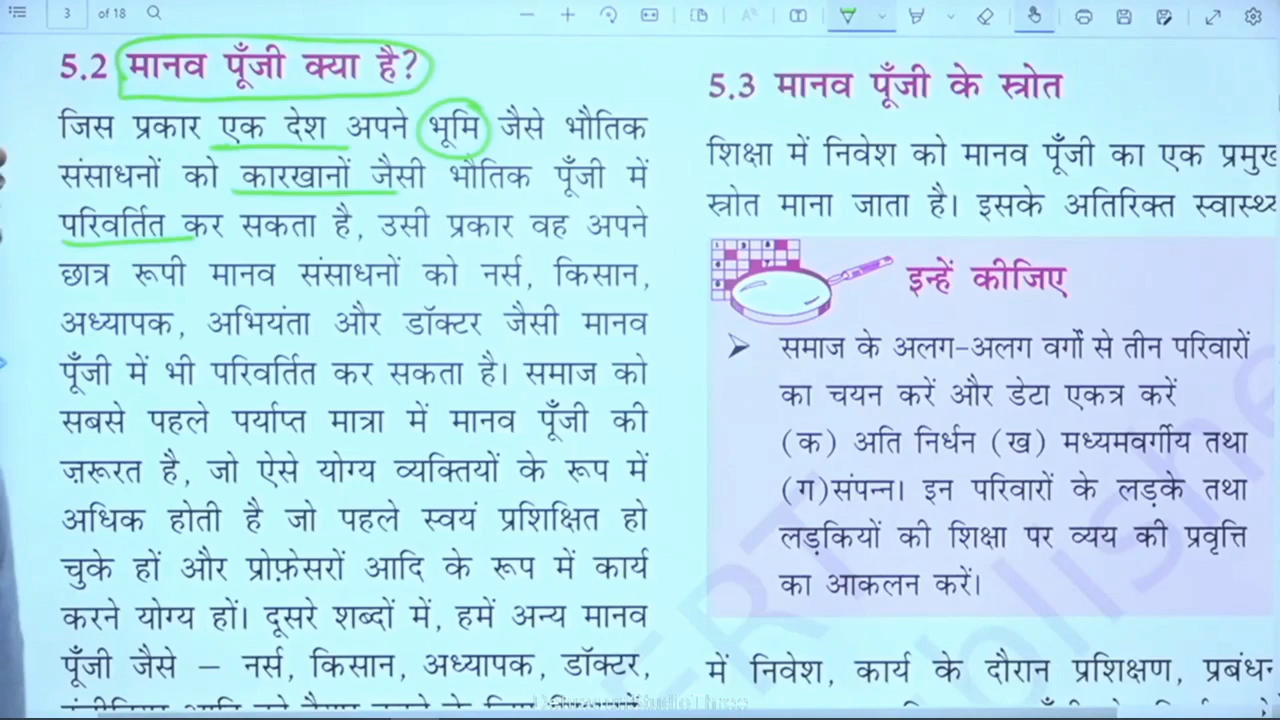 3 of 18
5.2 मानव पूँजी क्या है?
जिस प्रकार एक देश अपने भूमि जैसे भौतिक
संसाधनों को कारखानों जैसी भौतिक पूँजी में
परिवर्तित कर सकता है, उसी प्रकार वह अपने
छात्र रूपी मानव संसाधनों को नर्स, किसान,
अध्यापक, अभियंता और डॉक्टर जैसी मानव
पूँजी में भी परिवर्तित कर सकता है। समाज को
सबसे पहले पर्याप्त मात्रा में मानव पूँजी की
ज़रूरत है, जो ऐसे योग्य व्यक्तियों के रूप में
अधिक होती है जो पहले स्वयं प्रशिक्षित हो
चुके हों और प्रोफ़ेसरों आदि के रूप में कार्य
करने योग्य हों। दूसरे शब्दों में, हमें अन्य मानव
पूँजी जैसे – नर्स, किसान, अध्यापक, डॉक्टर,
5.3 मानव पूँजी के स्त्रोत
शिक्षा में निवेश को मानव पूँजी का एक प्रमुख
स्त्रोत माना जाता है। इसके अतिरिक्त स्वास्थ्य
इन्हें कीजिए
➤ समाज के अलग-अलग वर्गों से तीन परिवारों
का चयन करें और डेटा एकत्र करें
(क) अति निर्धन (ख) मध्यमवर्गीय तथा
(ग)संपन्न। इन परिवारों के लड़के तथा
लड़कियों की शिक्षा पर व्यय की प्रवृत्ति
का आकलन करें।
में निवेश, कार्य के दौरान प्रशिक्षण, प्रबंधन